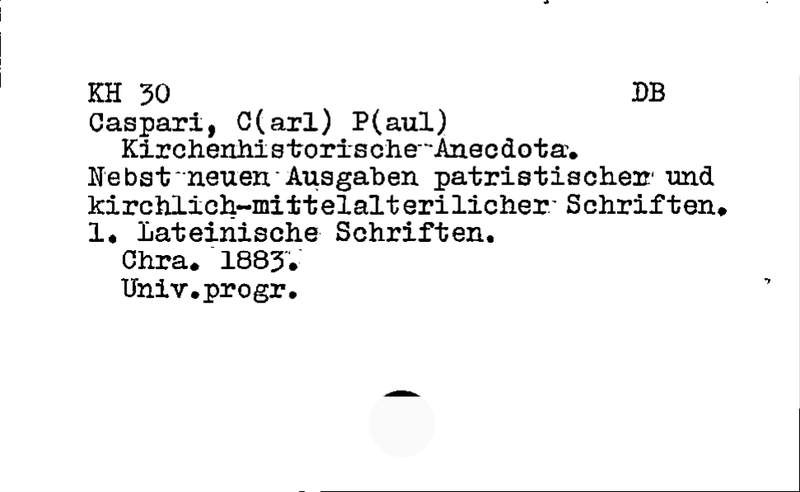 KH 30 DB
Caspari, C(arl) P(aul)
Kirchenhistorische Anecdota.
Nebst neuen Ausgaben patristischer und
kirchlich-mittelalterilicher Schriften.
1. Lateinische Schriften.
Chra. 1883.
Univ.progr.